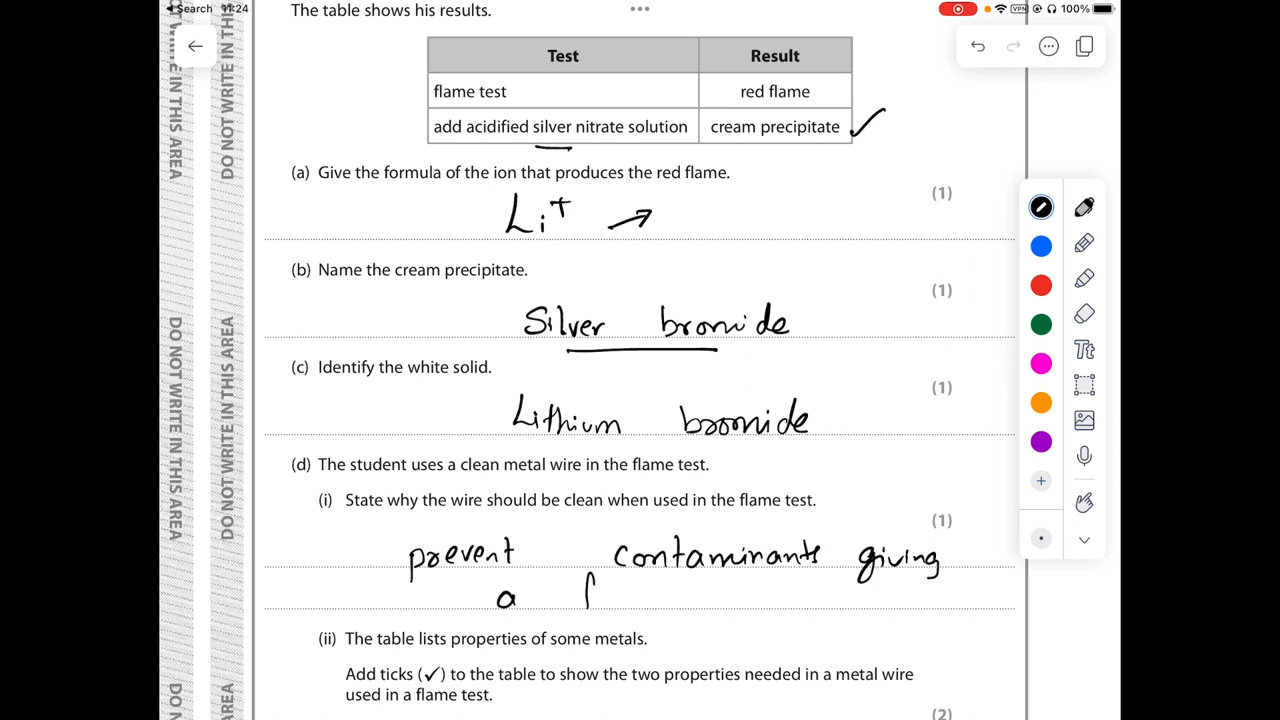 Search 11:24
100%
The table shows his results.
Test Result
flame test red flame
add acidified silver nitrate solution cream precipitate ✓
(a) Give the formula of the ion that produces the red flame.
(1)
Li⁺ →
(b) Name the cream precipitate.
(1)
Silver bromide
(c) Identify the white solid.
(1)
Lithium bromide
(d) The student uses a clean metal wire in the flame test.
(i) State why the wire should be clean when used in the flame test.
(1)
prevent contaminants giving
a
(ii) The table lists properties of some metals.
Add ticks (✓) to the table to show the two properties needed in a metal wire
used in a flame test.
(2)
DO NOT WRITE IN THIS AREA
DO NOT WRITE IN THIS AREA
VPN
Tt